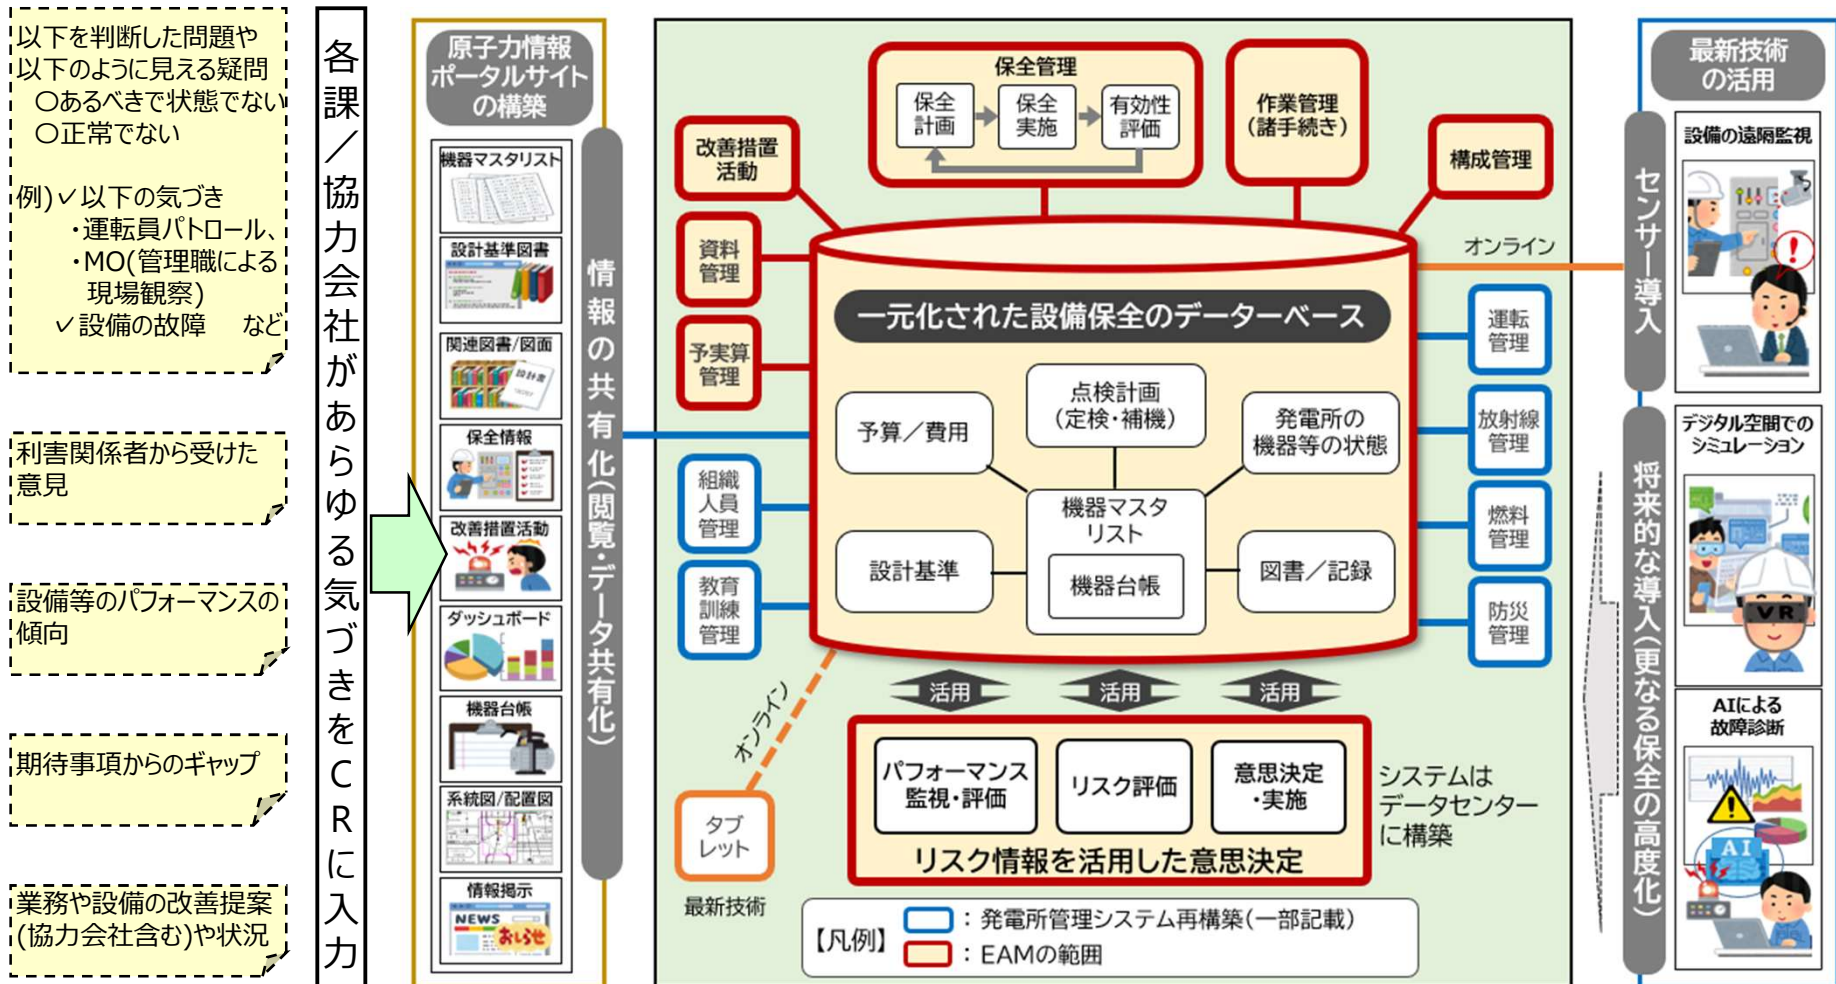 以下を判断した問題や
以下のように見える疑問
〇あるべきで状態でない
〇正常でない
例)✓以下の気づき
・運転員パトロール、
・MO(管理職による
現場観察)
✓設備の故障 など
利害関係者から受けた
意見
設備等のパフォーマンスの
傾向
期待事項からのギャップ
業務や設備の改善提案
(協力会社含む)や状況
各課／協力会社があらゆる気づきをCRに入力
原子力情報
ポータルサイト
の構築
機器マスタリスト
設計基準図書
関連図書/図面
設計書
保全情報
改善措置活動
ダッシュボード
機器台帳
系統図/配置図
情報掲示
NEWS
おしらせ
情報の共有化(閲覧・データ共有化)
保全管理
保全
計画
保全
実施
有効性
評価
作業管理
(諸手続き)
改善措置
活動
構成管理
資料
管理
予実算
管理
組織
人員
管理
教育
訓練
管理
オンライン
タブ
レット
最新技術
一元化された設備保全のデーターベース
予算／費用
点検計画
(定検・補機)
発電所の
機器等の状態
設計基準
機器マスタ
リスト
機器台帳
図書／記録
オンライン
運転
管理
放射線
管理
燃料
管理
防災
管理
活用
活用
活用
パフォーマンス
監視・評価
リスク評価
意思決定
・実施
リスク情報を活用した意思決定
システムは
データセンター
に構築
【凡例】
：発電所管理システム再構築(一部記載)
：EAMの範囲
最新技術
の活用
センサー導入
将来的な導入(更なる保全の高度化)
設備の遠隔監視
デジタル空間での
シミュレーション
VR
AIによる
故障診断
AI